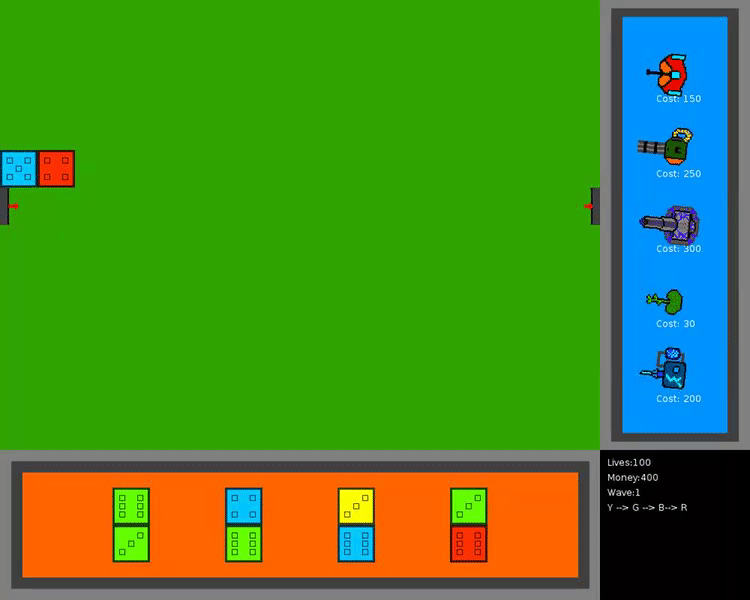 Cost: 150
Cost: 250
Cost: 300
Cost: 30
Cost: 200
Lives:100
Money:400
Wave:1
Y --> G --> B--> R